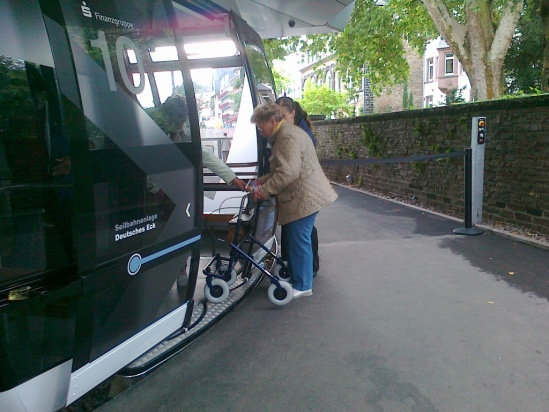 Finanzgruppe
10
Seilbahnanlage
Deutsches Eck